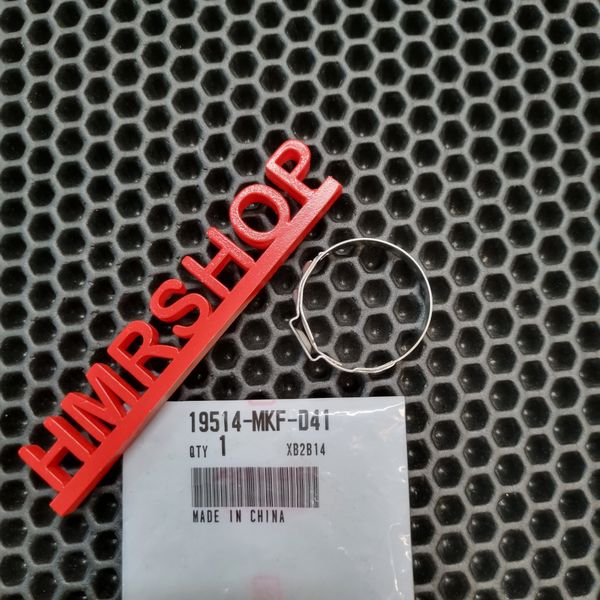 HMRSHOP
19514-MKF-D41
QTY 1 XB2B14
MADE IN CHINA